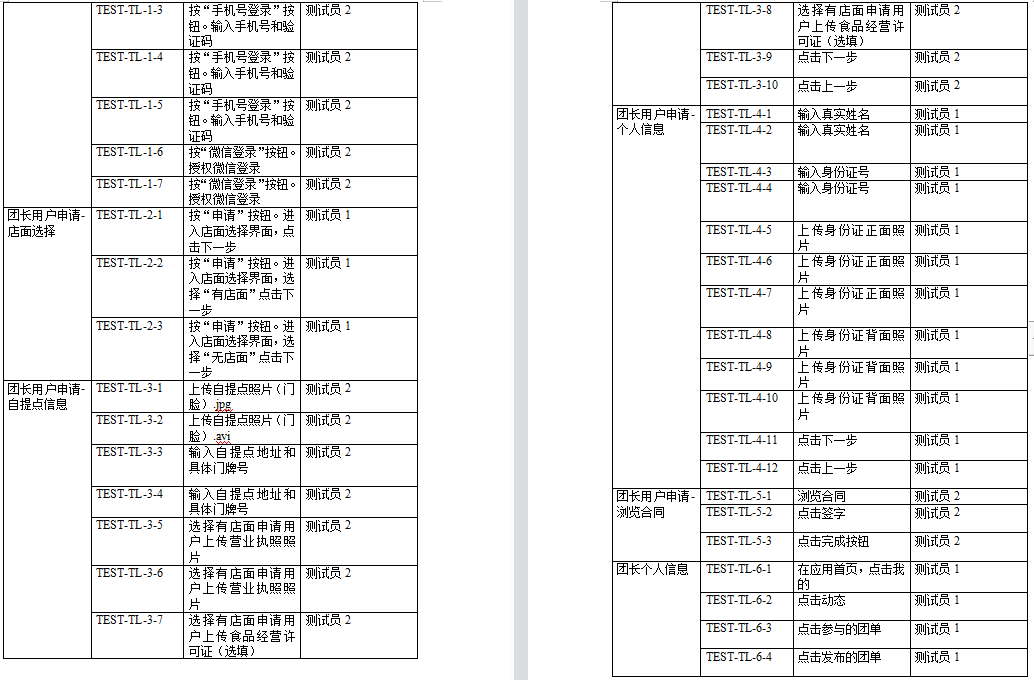 TEST-TL-1-3
按“手机号登录”按
钮。输入手机号和验
证码
测试员 2
TEST-TL-1-4
按“手机号登录”按
钮。输入手机号和验
证码
测试员 2
TEST-TL-1-5
按“手机号登录”按
钮。输入手机号和验
证码
测试员 2
TEST-TL-1-6
按“微信登录”按钮。
授权微信登录
测试员 2
TEST-TL-1-7
按“微信登录”按钮。
授权微信登录
测试员 2
团长用户申请-
店面选择
TEST-TL-2-1
按“申请”按钮。进
入店面选择界面，点
击下一步
测试员 1
TEST-TL-2-2
按“申请”按钮。进
入店面选择界面，选
择“有店面”点击下
一步
测试员 1
TEST-TL-2-3
按“申请”按钮。进
入店面选择界面，选
择“无店面”点击下
一步
测试员 1
团长用户申请-
自提点信息
TEST-TL-3-1
上传自提点照片（门
脸）.jpg
测试员 2
TEST-TL-3-2
上传自提点照片（门
脸）.avi
测试员 2
TEST-TL-3-3
输入自提点地址和
具体门牌号
测试员 2
TEST-TL-3-4
输入自提点地址和
具体门牌号
测试员 2
TEST-TL-3-5
选择有店面申请用
户上传营业执照照
片
测试员 2
TEST-TL-3-6
选择有店面申请用
户上传营业执照照
片
测试员 2
TEST-TL-3-7
选择有店面申请用
户上传食品经营许
可证（选填）
测试员 2
TEST-TL-3-8
选择有店面申请用
户上传食品经营许
可证（选填）
测试员 2
TEST-TL-3-9
点击下一步
测试员 2
TEST-TL-3-10
点击上一步
测试员 2
团长用户申请-
个人信息
TEST-TL-4-1
输入真实姓名
测试员 1
TEST-TL-4-2
输入真实姓名
测试员 1
TEST-TL-4-3
输入身份证号
测试员 1
TEST-TL-4-4
输入身份证号
测试员 1
TEST-TL-4-5
上传身份证正面照
片
测试员 1
TEST-TL-4-6
上传身份证正面照
片
测试员 1
TEST-TL-4-7
上传身份证正面照
片
测试员 1
TEST-TL-4-8
上传身份证背面照
片
测试员 1
TEST-TL-4-9
上传身份证背面照
片
测试员 1
TEST-TL-4-10
上传身份证背面照
片
测试员 1
TEST-TL-4-11
点击下一步
测试员 1
TEST-TL-4-12
点击上一步
测试员 1
团长用户申请-
浏览合同
TEST-TL-5-1
浏览合同
测试员 2
TEST-TL-5-2
点击签字
测试员 2
TEST-TL-5-3
点击完成按钮
测试员 2
团长个人信息
TEST-TL-6-1
在应用首页，点击我
的
测试员 1
TEST-TL-6-2
点击动态
测试员 1
TEST-TL-6-3
点击参与的团单
测试员 1
TEST-TL-6-4
点击发布的团单
测试员 1